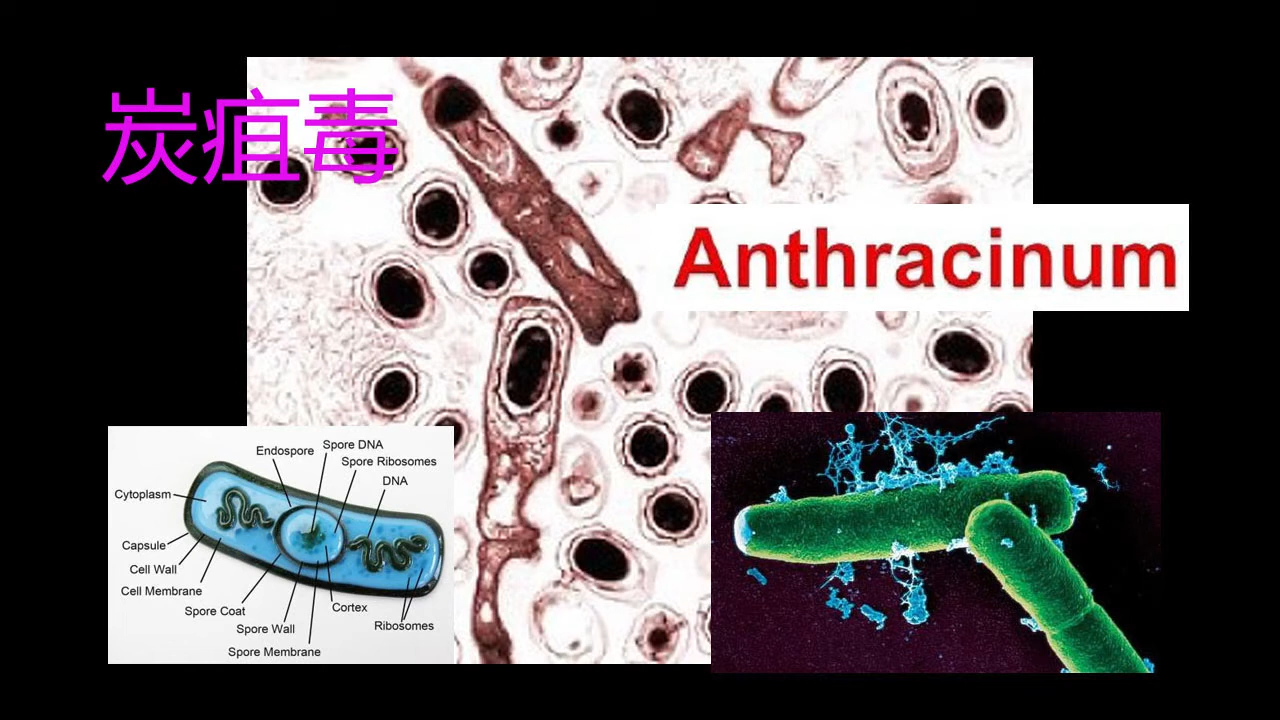 炭疽毒
Anthracinum
Endospore
Spore DNA
Spore Ribosomes
DNA
Cytoplasm
Capsule
Cell Wall
Cell Membrane
Spore Coat
Spore Wall
Spore Membrane
Cortex
Ribosomes